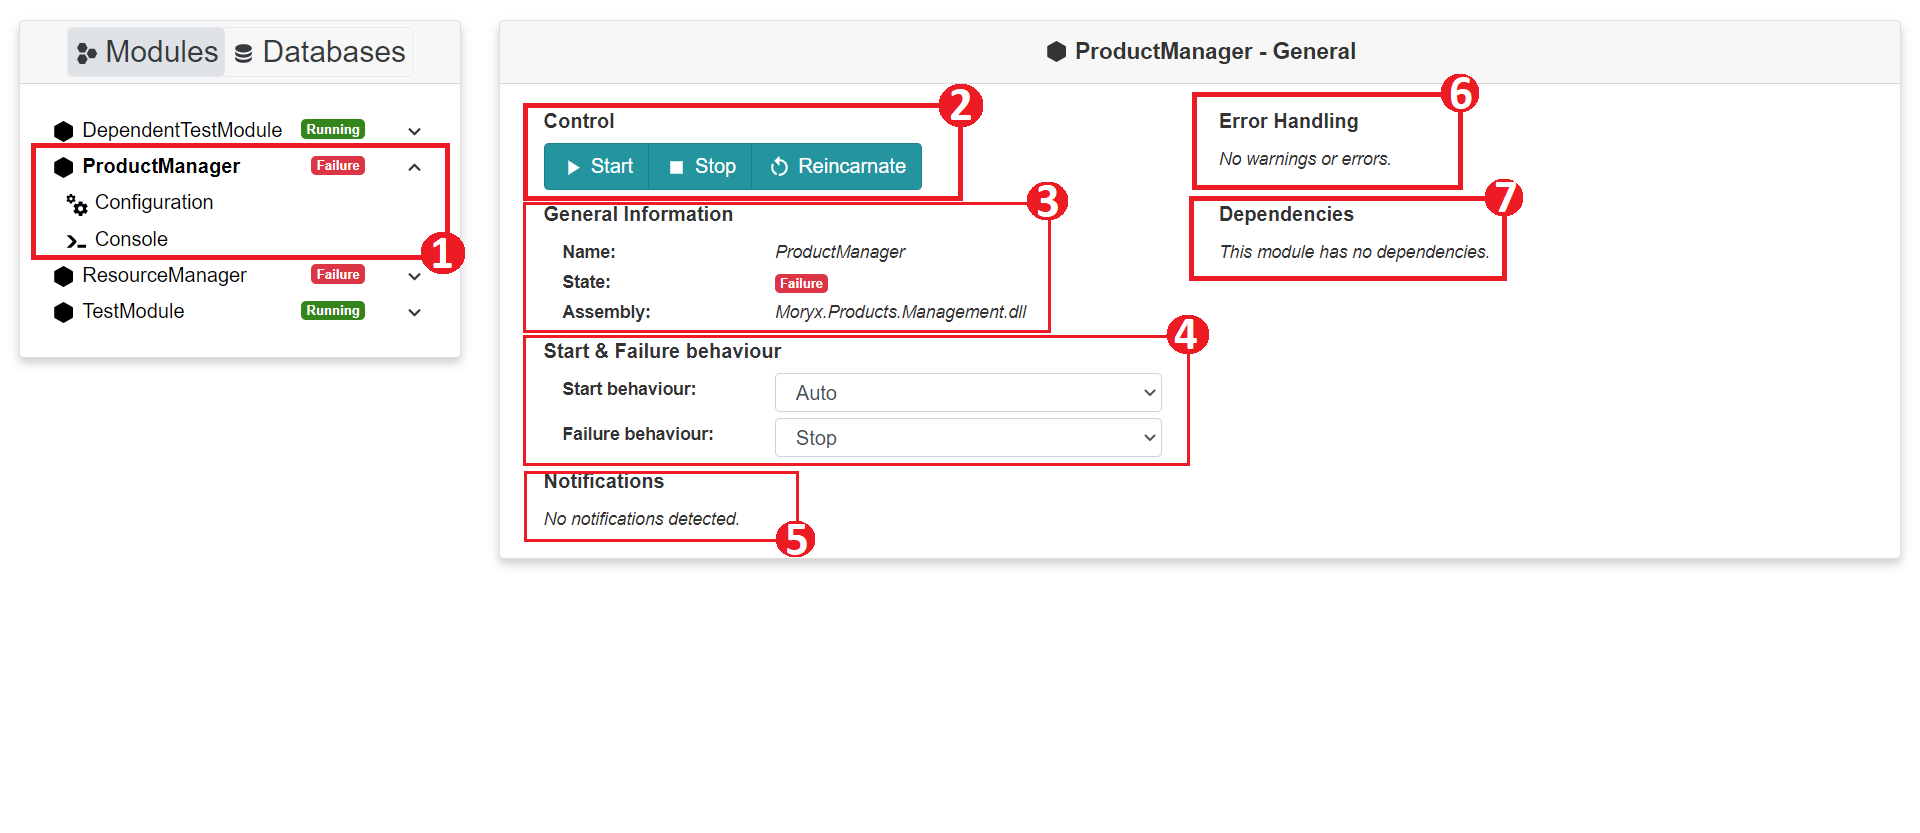 Modules Databases
DependentTestModule Running
ProductManager Failure
Configuration
Console
1
ResourceManager Failure
TestModule Running
ProductManager - General
2
Control
Start Stop Reincarnate
3
General Information
Name: ProductManager
State: Failure
Assembly: Moryx.Products.Management.dll
4
Start & Failure behaviour
Start behaviour: Auto
Failure behaviour: Stop
Notifications
No notifications detected.
5
6
Error Handling
No warnings or errors.
7
Dependencies
This module has no dependencies.